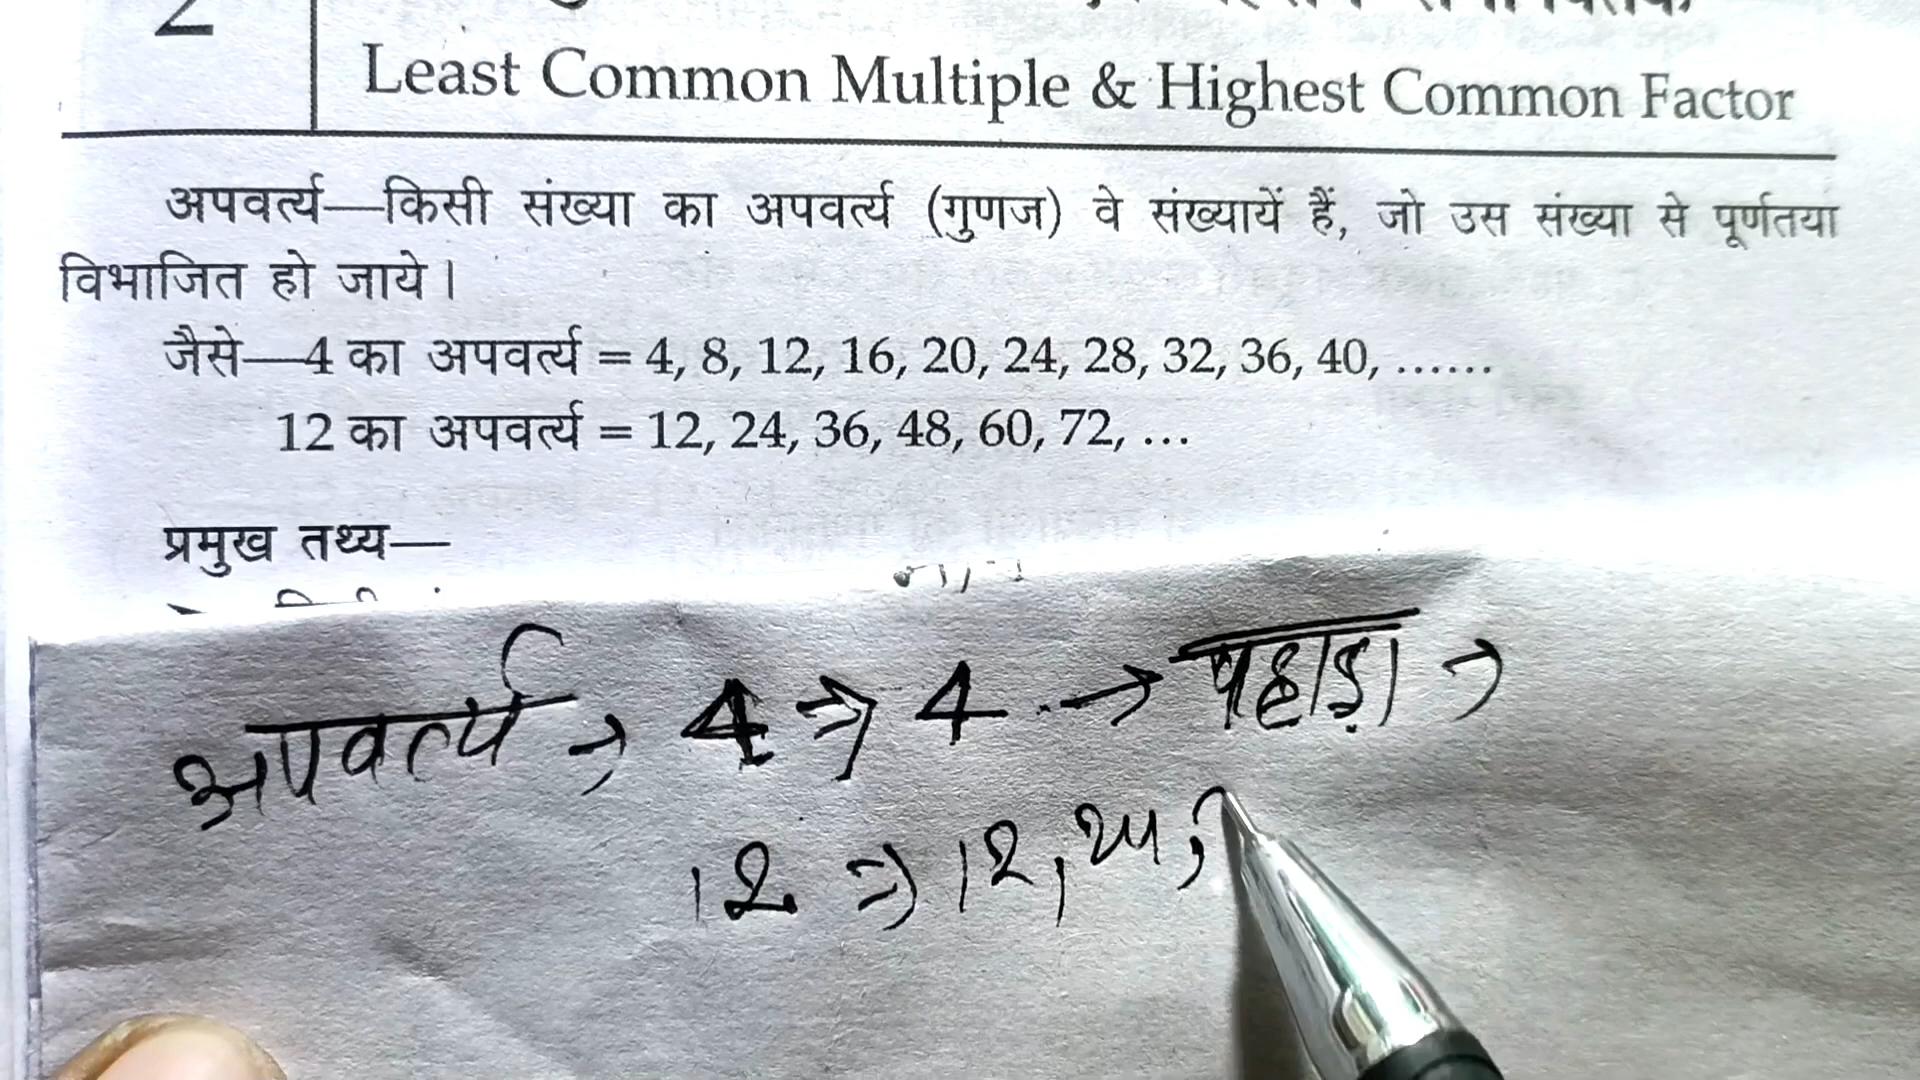 2
Least Common Multiple & Highest Common Factor
अपवर्त्य—किसी संख्या का अपवर्त्य (गुणज) वे संख्यायें हैं, जो उस संख्या से पूर्णतया
विभाजित हो जाये।
जैसे—4 का अपवर्त्य = 4, 8, 12, 16, 20, 24, 28, 32, 36, 40, ......
12 का अपवर्त्य = 12, 24, 36, 48, 60, 72, ...
प्रमुख तथ्य—
अपवर्त्य → 4 ⇒ 4 → पहाड़ा →
12 ⇒ 12, 24,